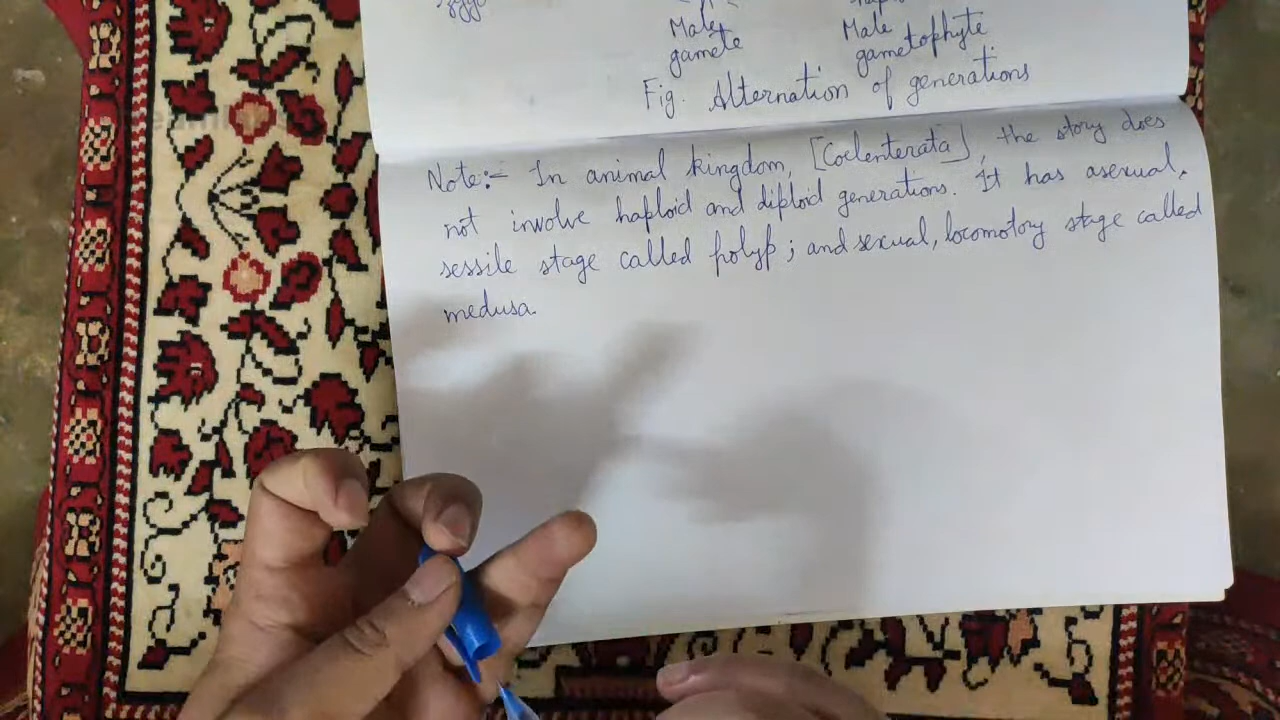 Male Male
gamete gametophyte
Fig. Alternation of generations
Note:- In animal kingdom, [Coelenterata], the story does
not involve haploid and diploid generations. It has asexual,
sessile stage called polyp; and sexual, locomotory stage called
medusa.